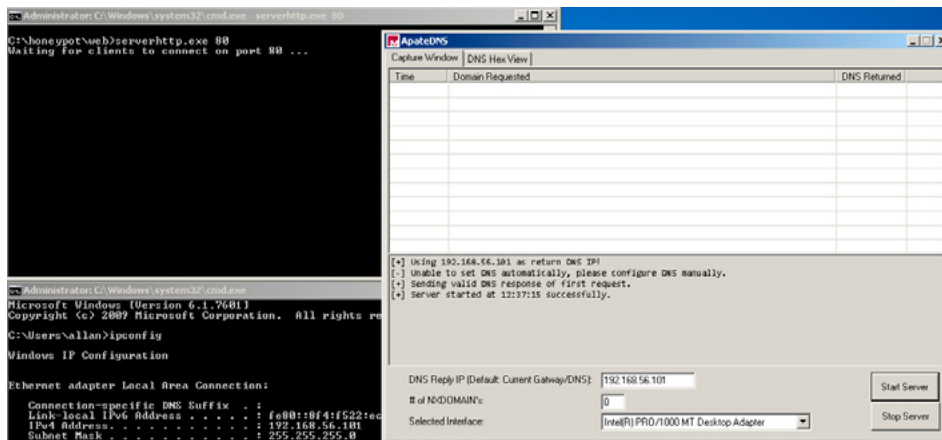 Administrator: C:\Windows\system32\cmd.exe - serverhttp.exe 80
C:\honeypot\web>serverhttp.exe 80
Waiting for clients to connect on port 80 ...
ApateDNS
Capture Window
DNS Hex View
Time
Domain Requested
DNS Returned
[+] Using 192.168.56.101 as return DNS IP!
[-] Unable to set DNS automatically, please configure DNS manually.
[+] Sending valid DNS response of first request.
[+] Server started at 12:37:15 successfully.
DNS Reply IP (Default: Current Gatway/DNS):
192.168.56.101
# of NXDOMAIN's:
0
Selected Interface:
Intel(R) PRO/1000 MT Desktop Adapter
Start Server
Stop Server
Administrator: C:\Windows\system32\cmd.exe
Microsoft Windows [Version 6.1.7601]
Copyright (c) 2009 Microsoft Corporation. All rights re
C:\Users\allan>ipconfig
Windows IP Configuration
Ethernet adapter Local Area Connection:
Connection-specific DNS Suffix . :
Link-local IPv6 Address . . . . . : fe80::8f4:f522:ec
IPv4 Address. . . . . . . . . . . : 192.168.56.101
Subnet Mask . . . . . . . . . . . : 255.255.255.0